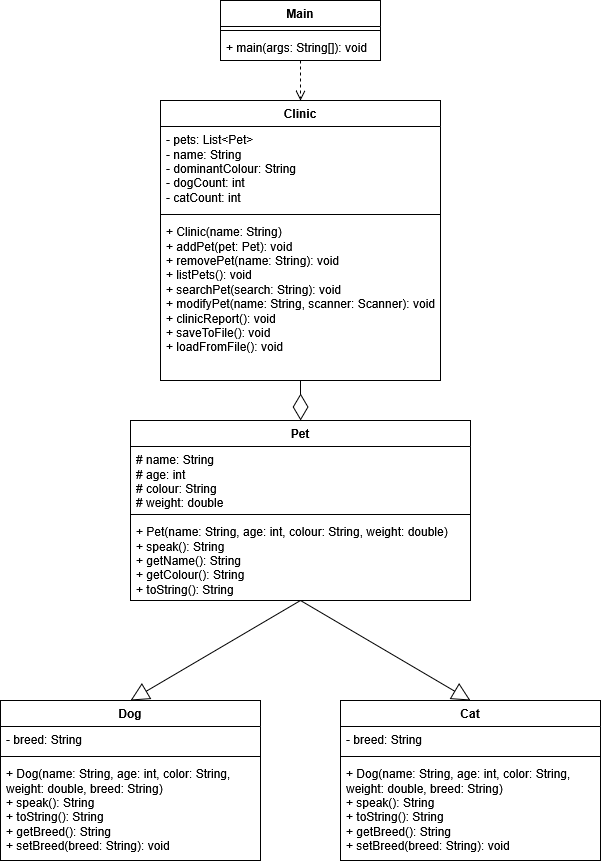 Main
+ main(args: String[]): void
Clinic
- pets: List<Pet>
- name: String
- dominantColour: String
- dogCount: int
- catCount: int
+ Clinic(name: String)
+ addPet(pet: Pet): void
+ removePet(name: String): void
+ listPets(): void
+ searchPet(search: String): void
+ modifyPet(name: String, scanner: Scanner): void
+ clinicReport(): void
+ saveToFile(): void
+ loadFromFile(): void
Pet
# name: String
# age: int
# colour: String
# weight: double
+ Pet(name: String, age: int, colour: String, weight: double)
+ speak(): String
+ getName(): String
+ getColour(): String
+ toString(): String
Dog
- breed: String
+ Dog(name: String, age: int, color: String,
weight: double, breed: String)
+ speak(): String
+ toString(): String
+ getBreed(): String
+ setBreed(breed: String): void
Cat
- breed: String
+ Dog(name: String, age: int, color: String,
weight: double, breed: String)
+ speak(): String
+ toString(): String
+ getBreed(): String
+ setBreed(breed: String): void